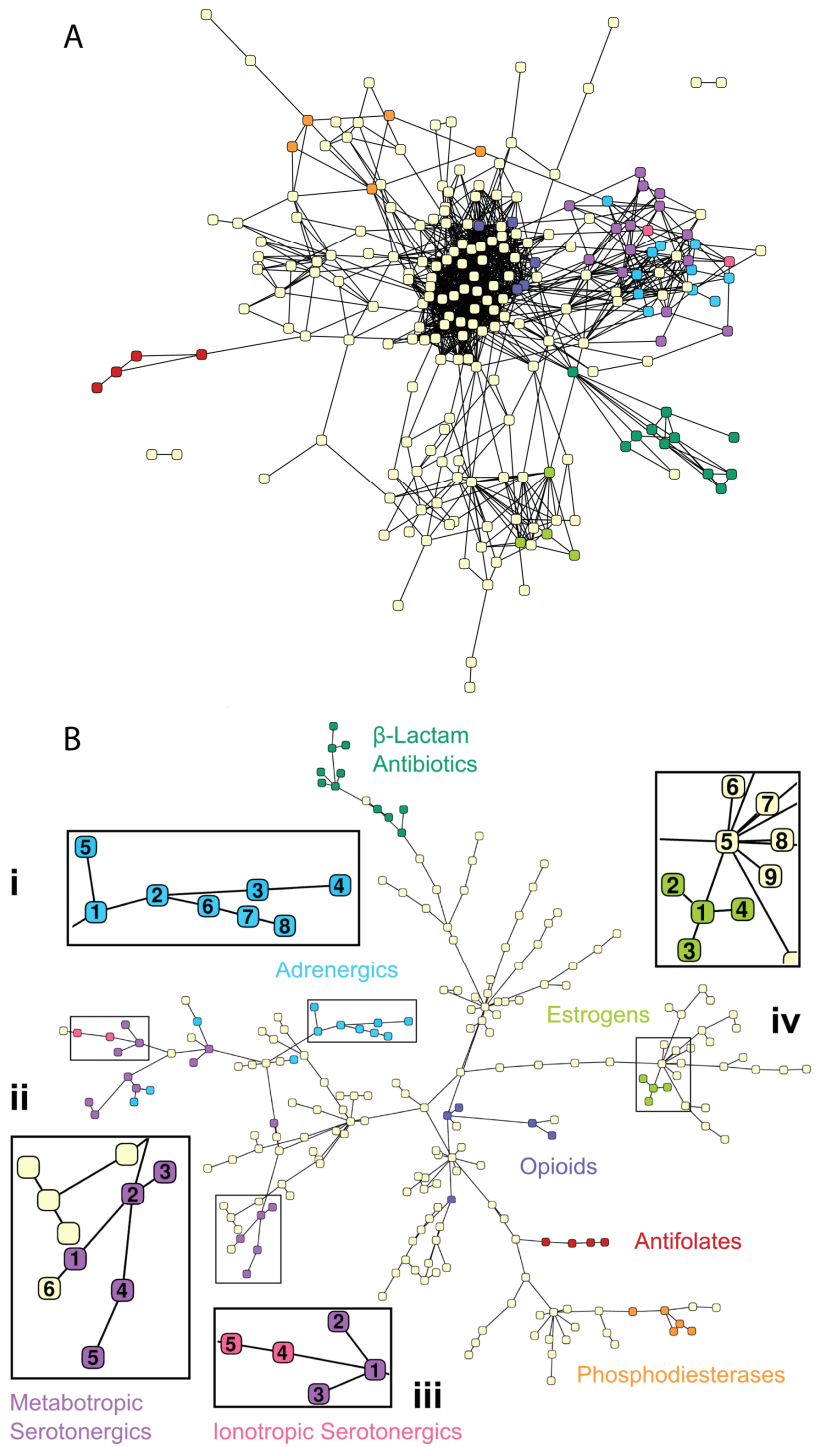 A
B
β-Lactam
Antibiotics
i
5
1
2
3
4
6
7
8
Adrenergics
6
7
5
8
9
2
1
4
3
iv
Estrogens
ii
3
2
1
6
4
5
Opioids
Antifolates
Phosphodiesterases
2
5
4
1
3
iii
Metabotropic
Serotonergics
Ionotropic Serotonergics